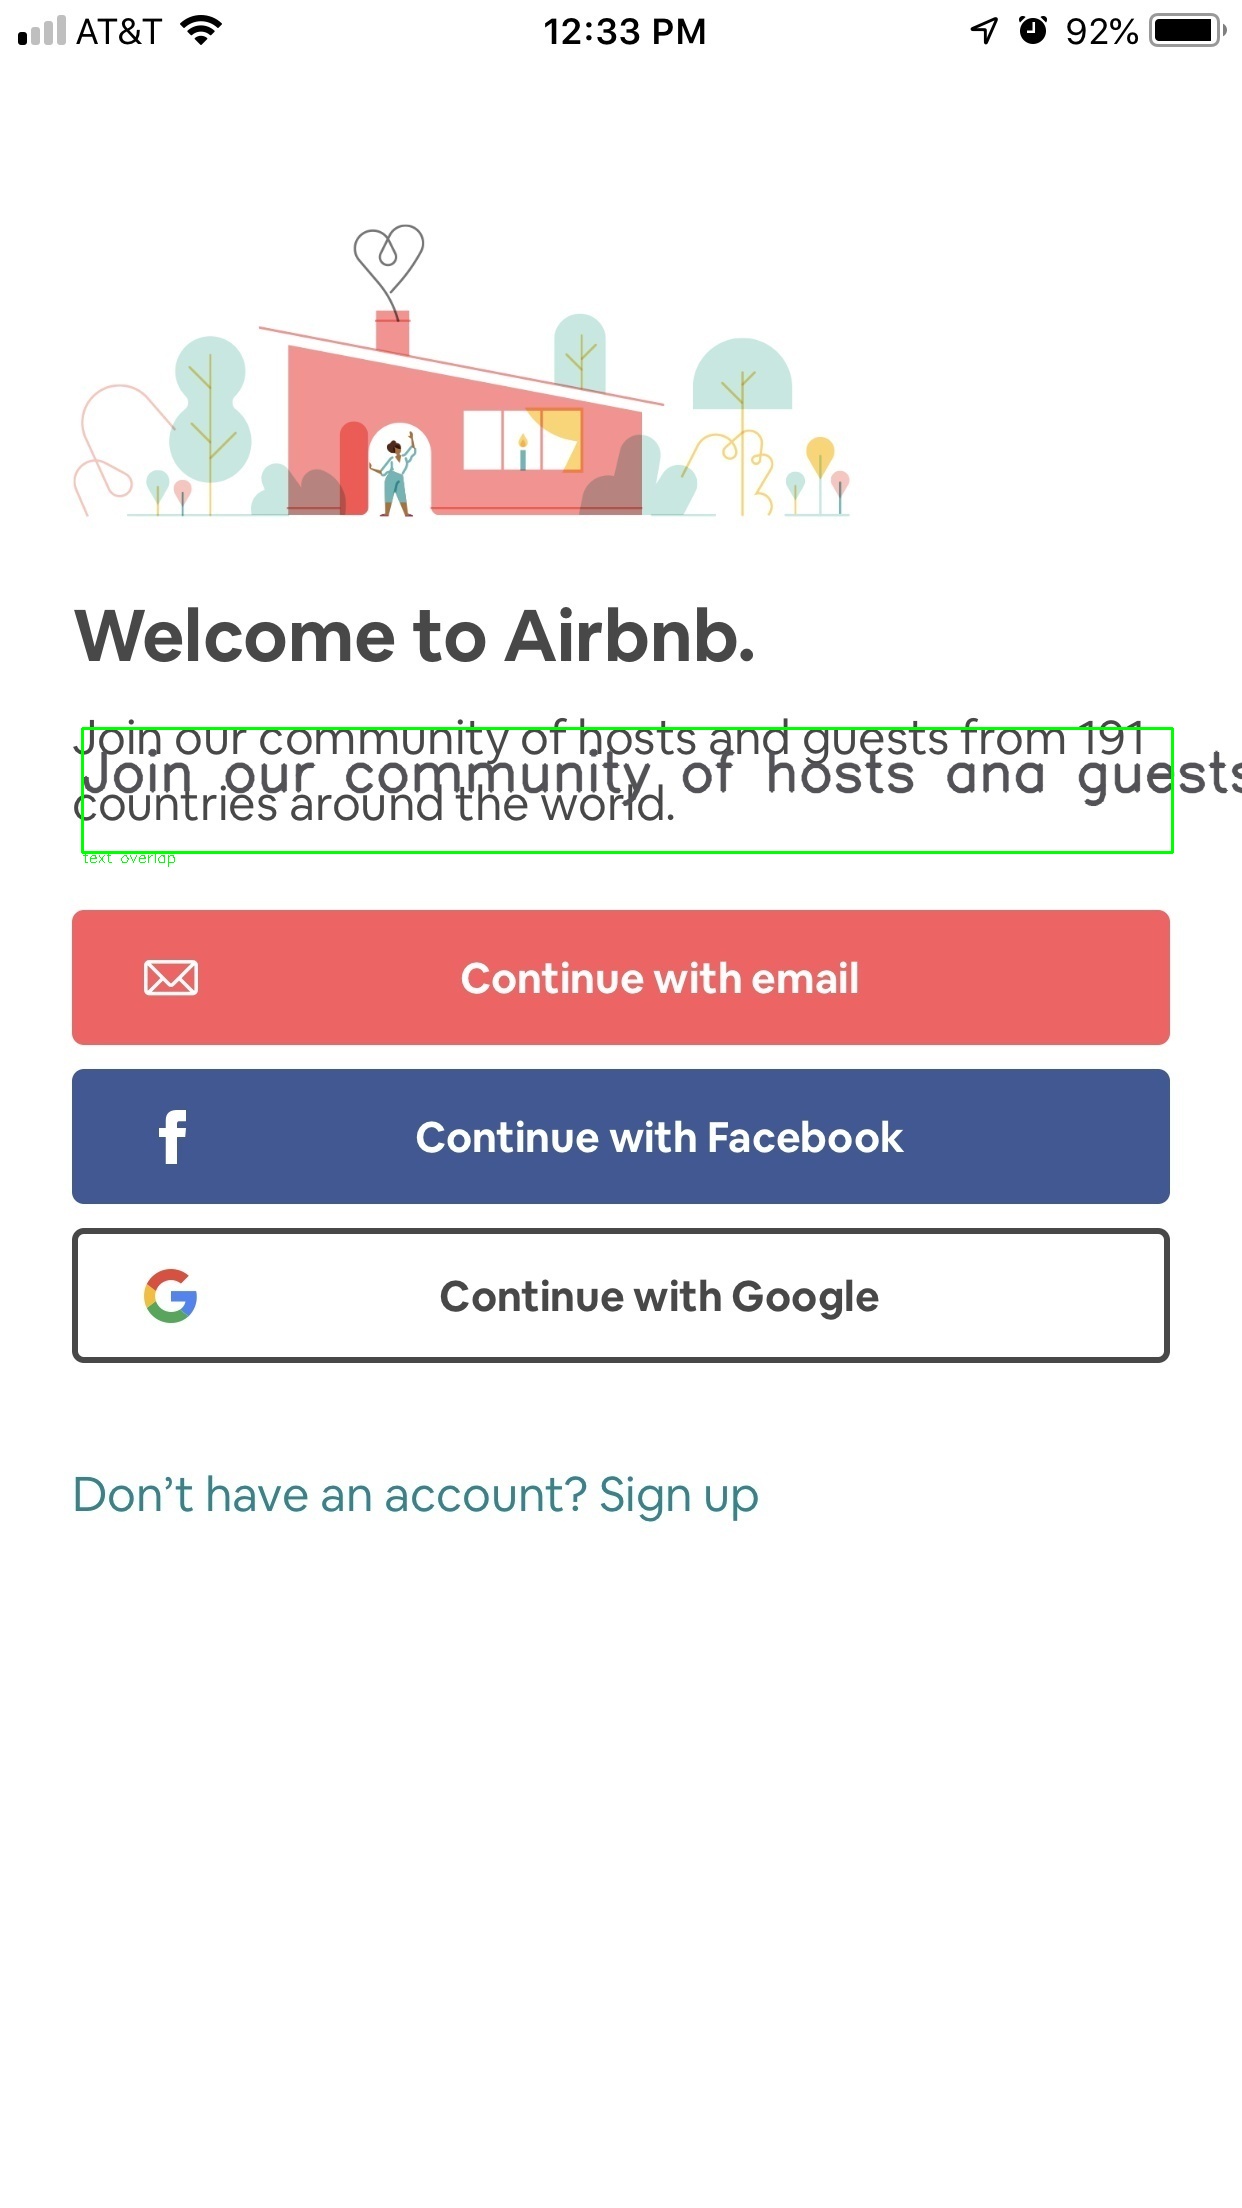 AT&T 12:33 PM 92%
Welcome to Airbnb.
Join our community of hosts and guests from 191
Join our community of hosts and guests
countries around the world.
text overlap
Continue with email
Continue with Facebook
Continue with Google
Don’t have an account? Sign up